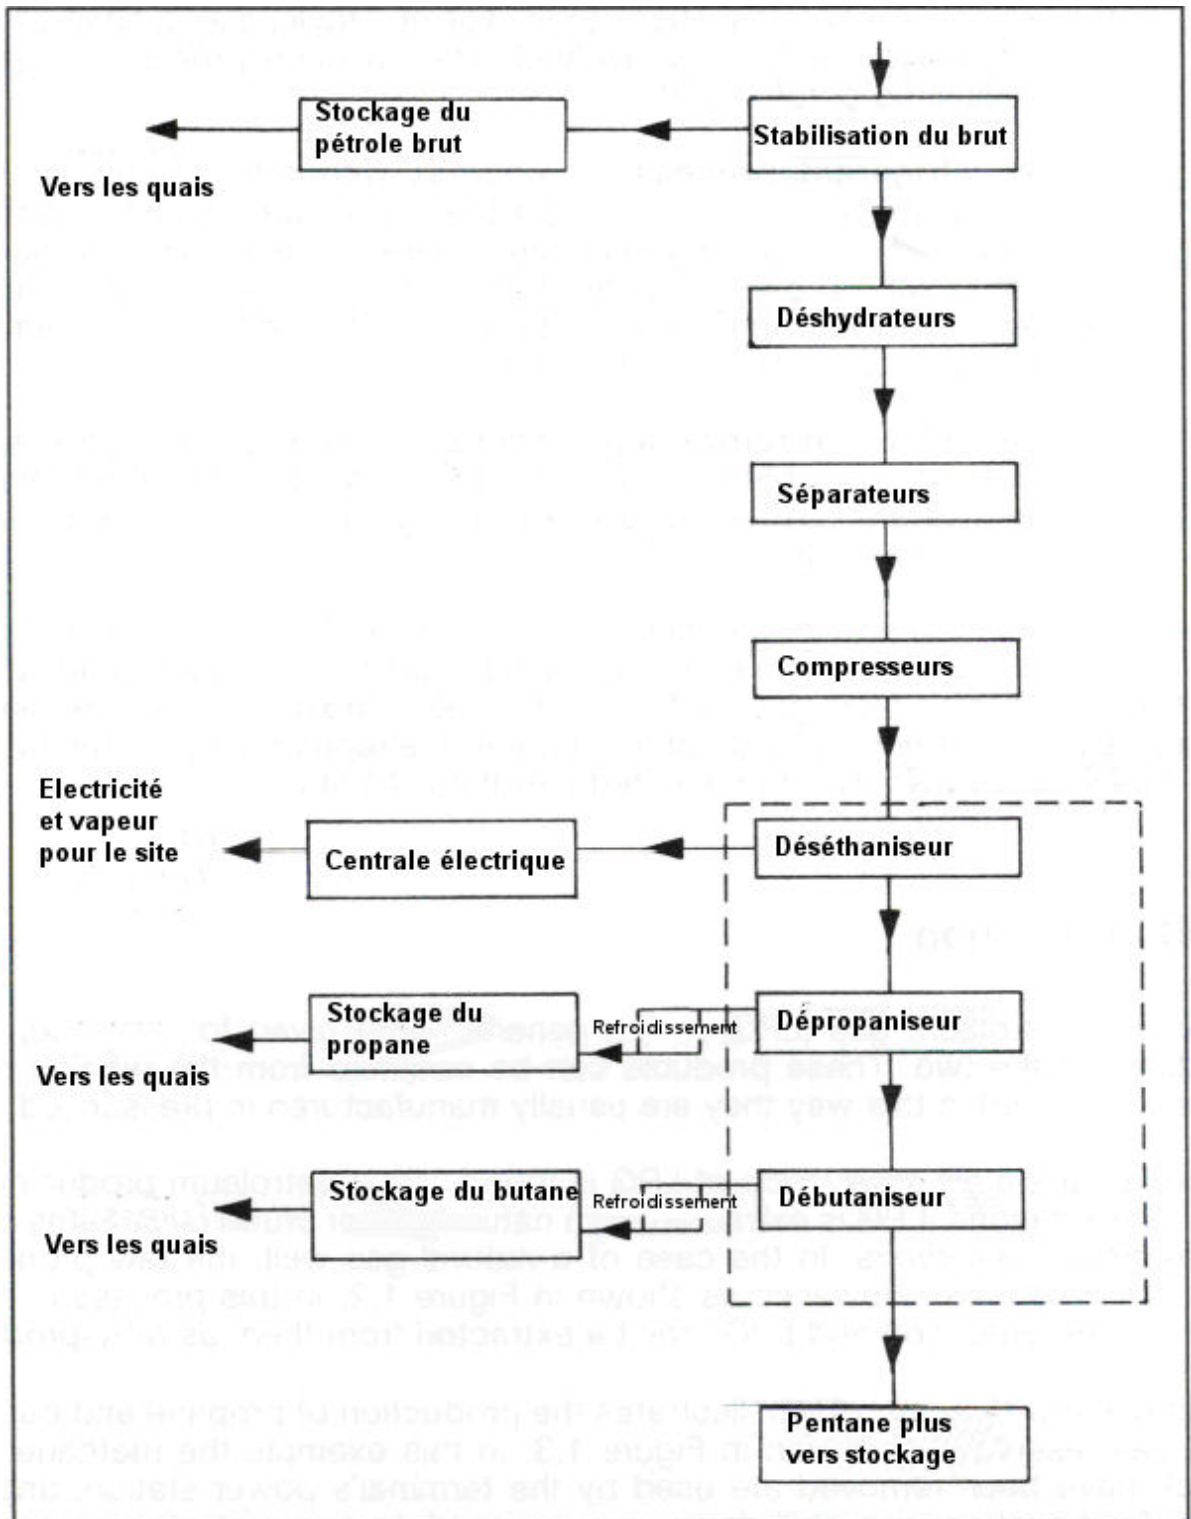 Stockage du
pétrole brut
Stabilisation du brut
Vers les quais
Déshydrateurs
Séparateurs
Compresseurs
Electricité
et vapeur
pour le site
Centrale électrique
Déséthaniseur
Stockage du
propane
Refroidissement
Dépropaniseur
Vers les quais
Stockage du butane
Refroidissement
Débutaniseur
Vers les quais
Pentane plus
vers stockage